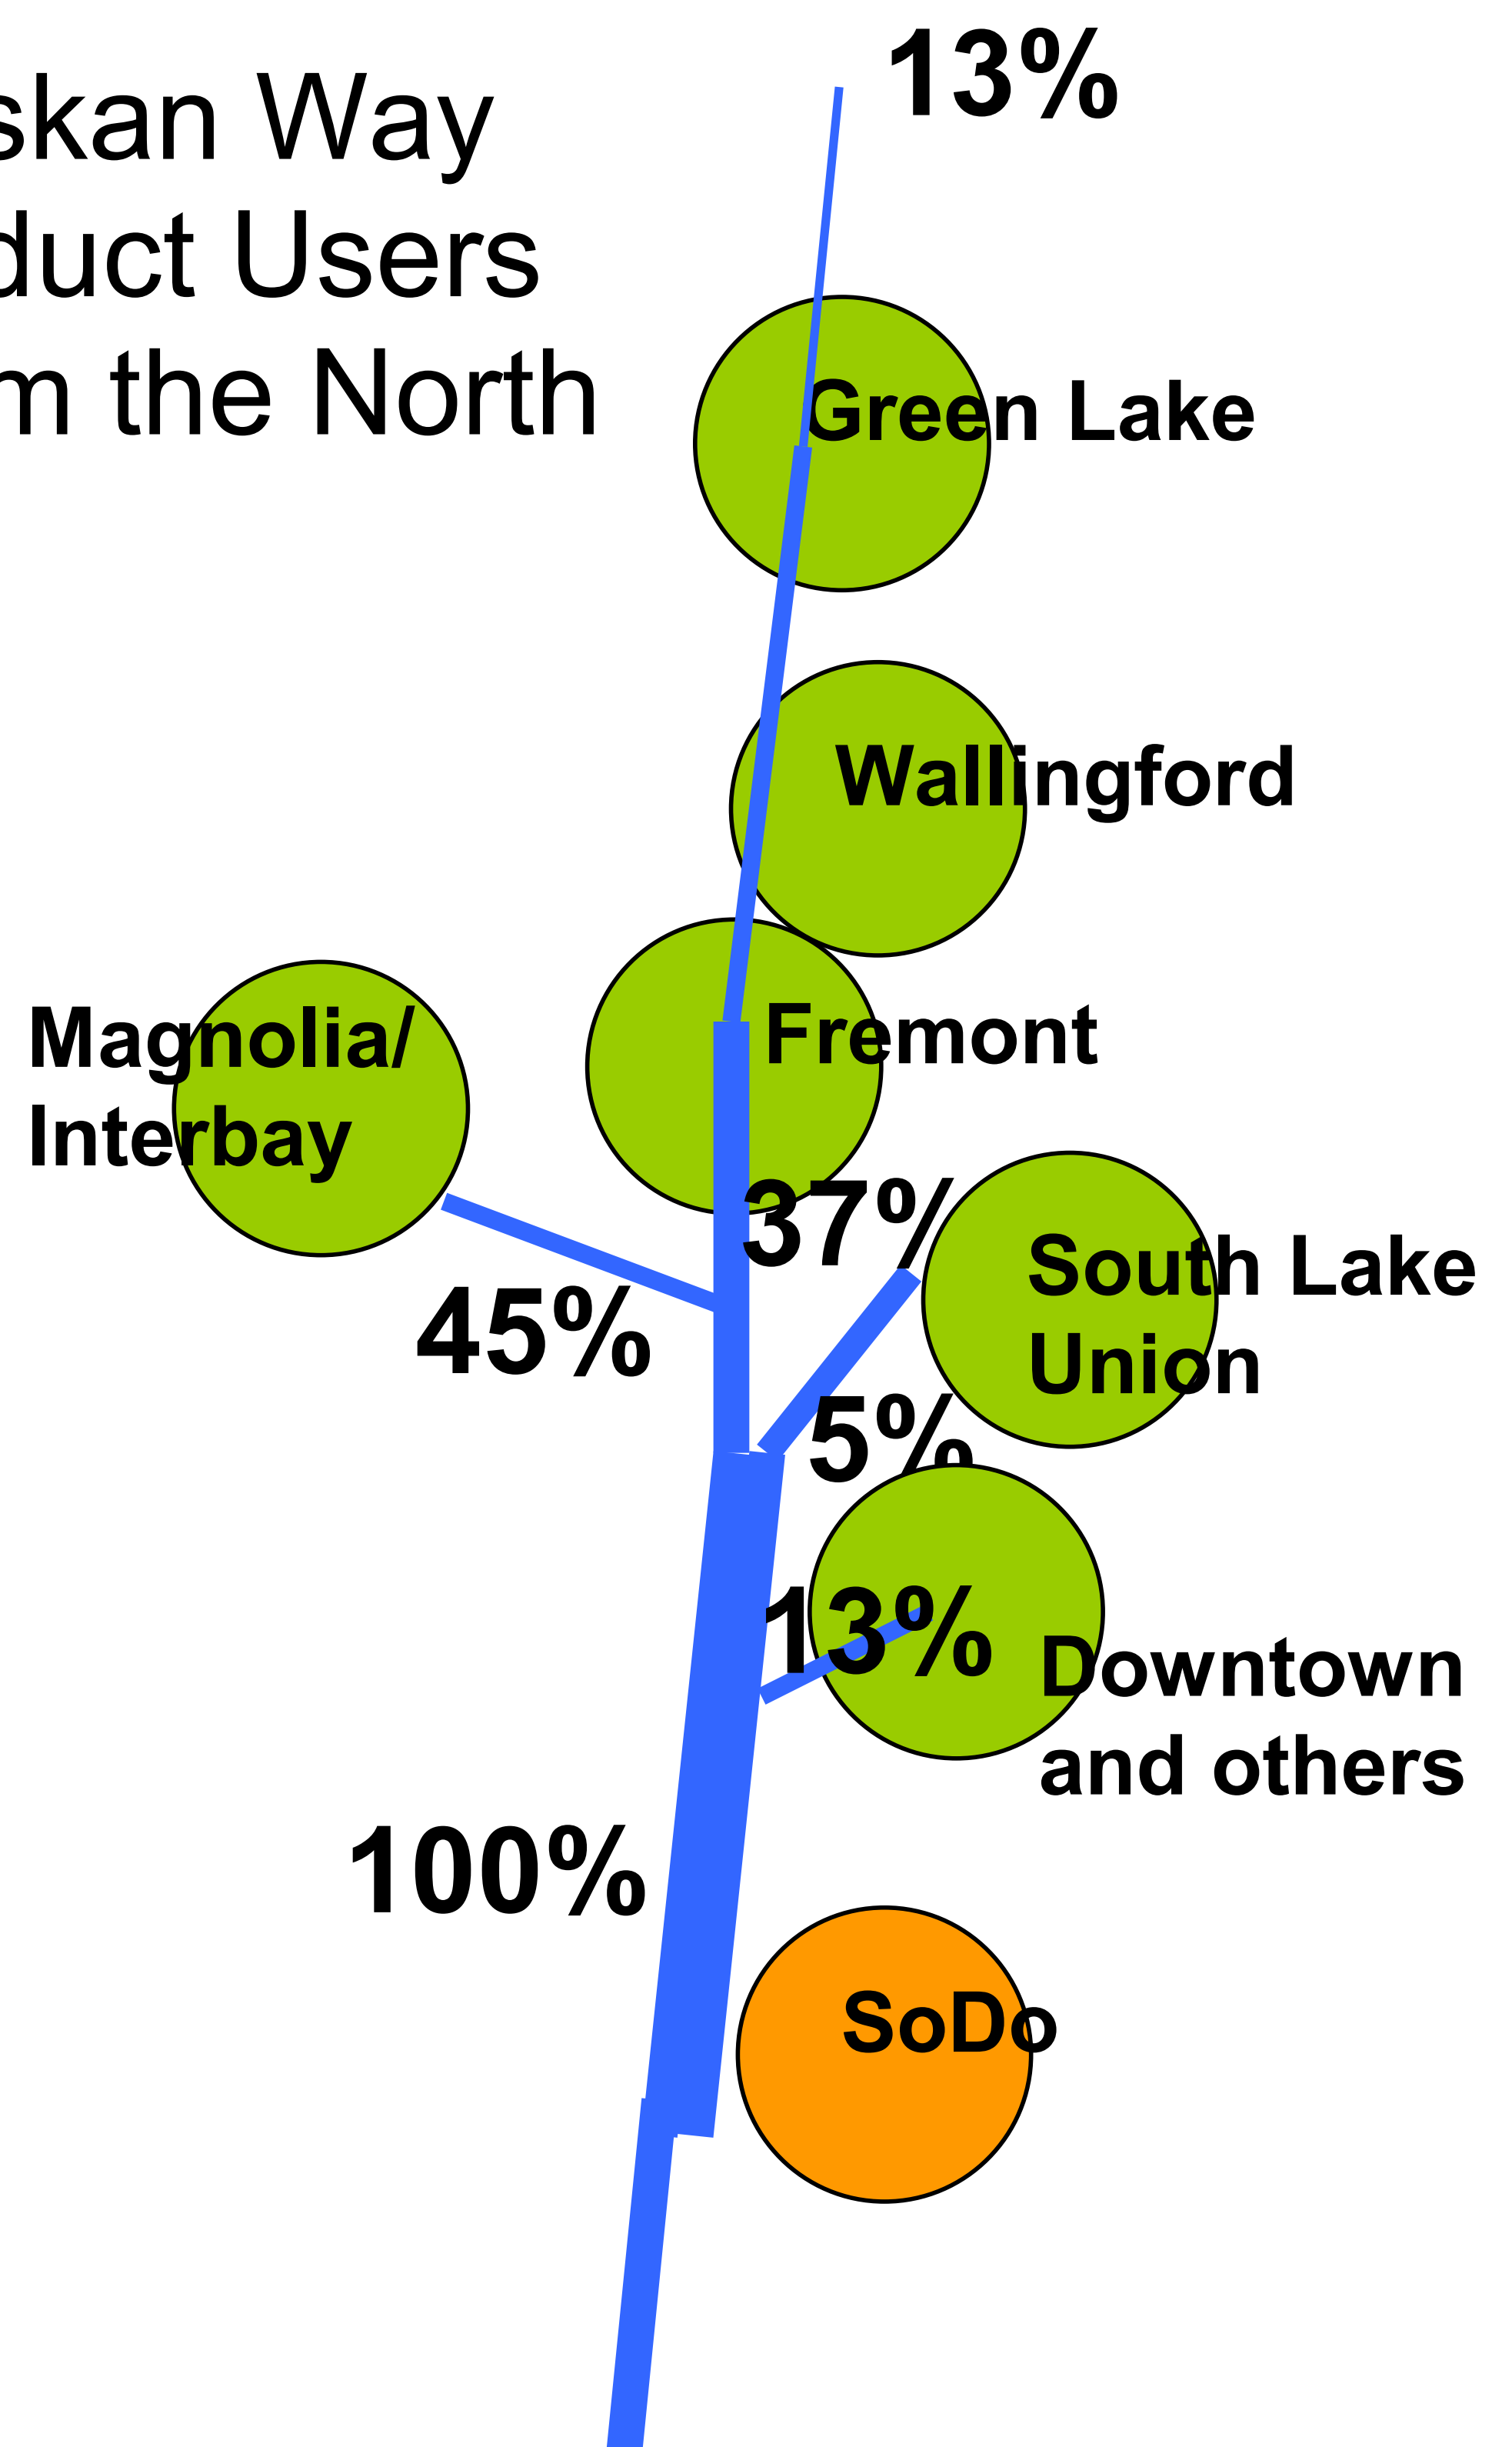 skan Way
duct Users
m the North
13%
Green Lake
Wallingford
Magnolia/
Interbay
Fremont
37%
45%
South Lake
Union
5%
13%
Downtown
and others
100%
SoDo